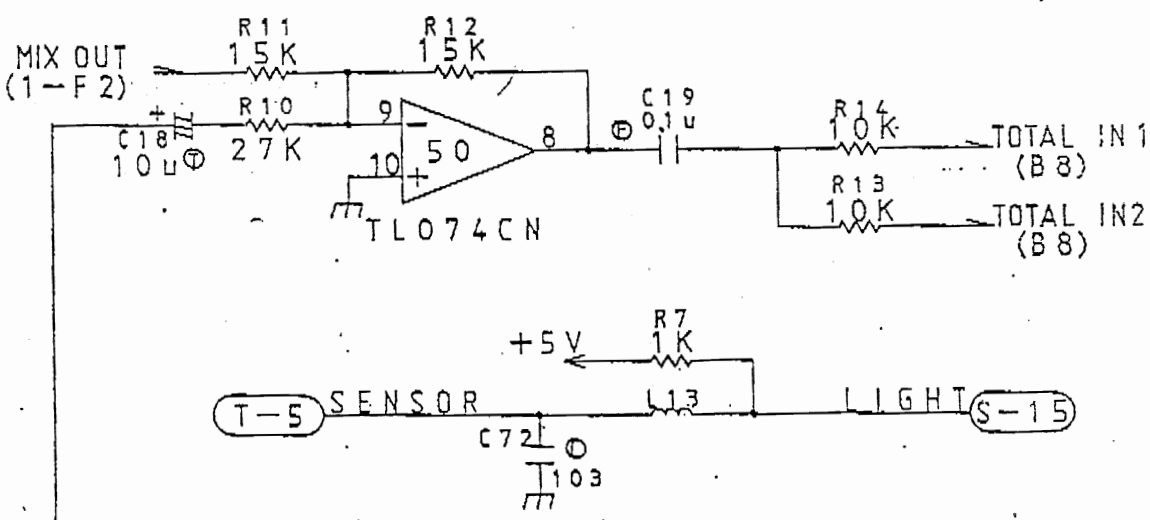 R11
15K
R12
15K
MIX OUT
(1-F2)
+
C18
10u T
R10
27K
9
-
10
+
50
8
TL074CN
C19
F 0.1u
R14
10K
TOTAL IN1
(B8)
R13
10K
TOTAL IN2
(B8)
R7
1K
+5V
T-5
SENSOR
L13
LIGHT
S-15
C72
103